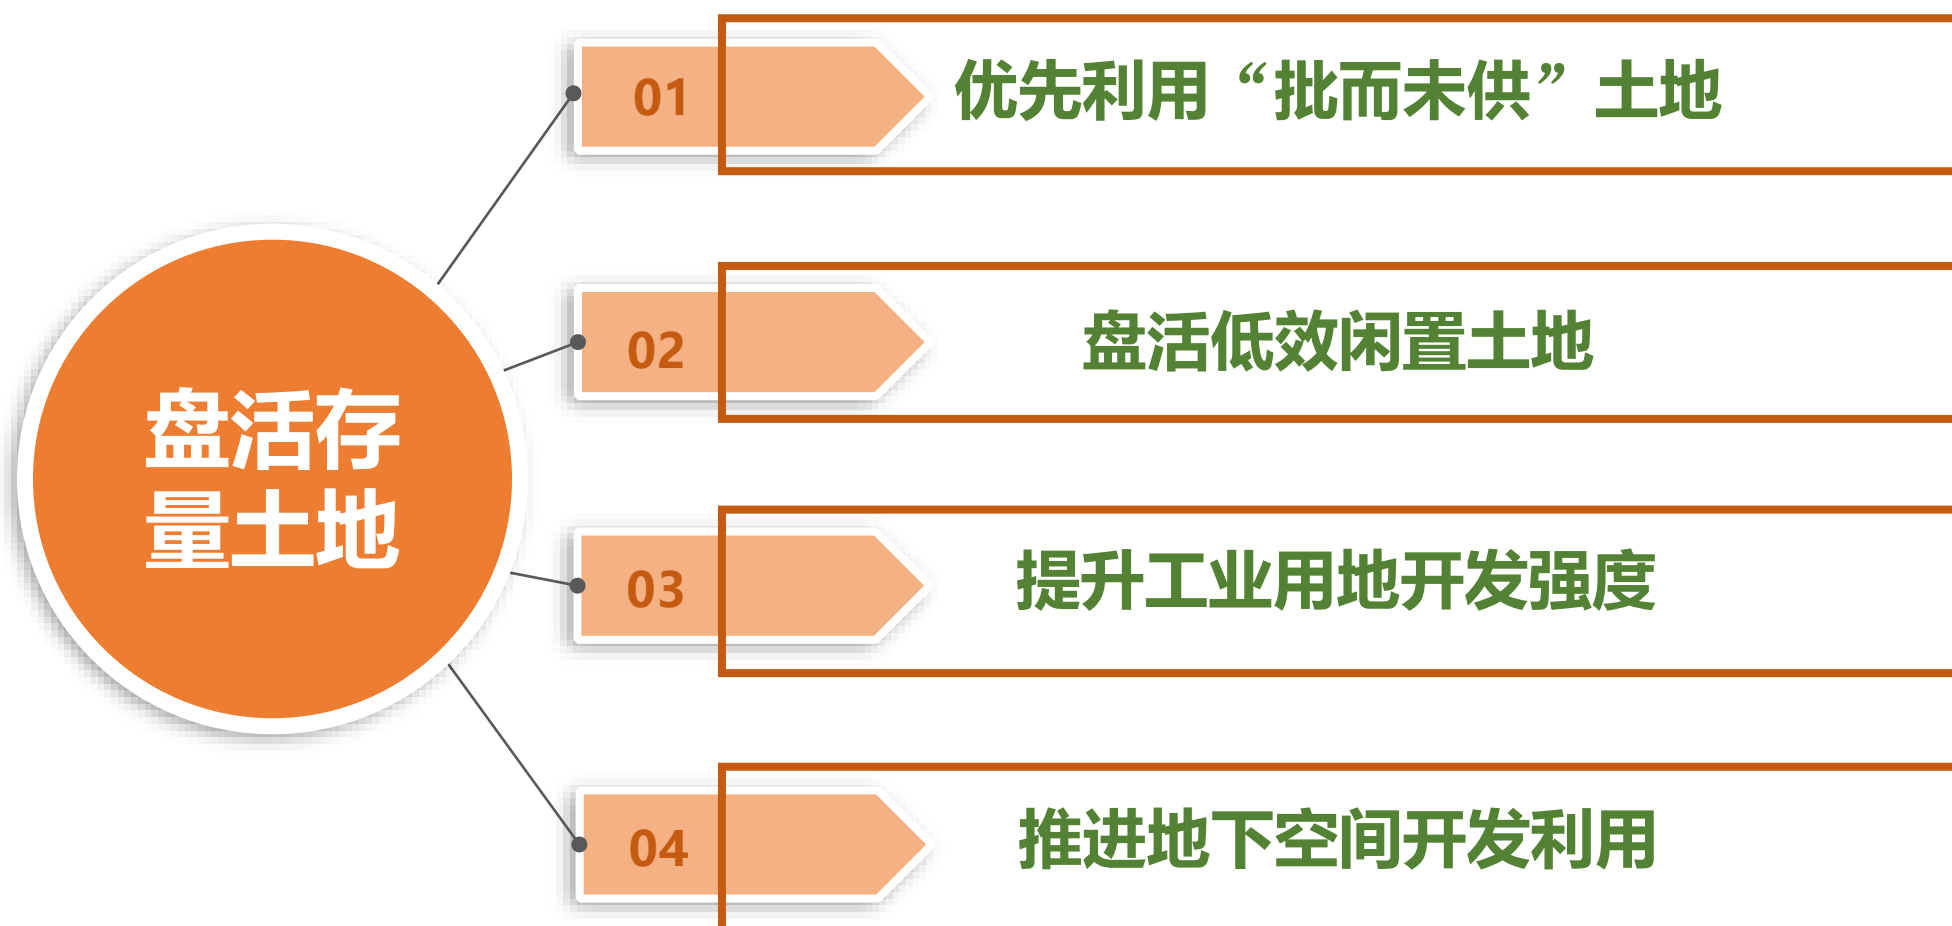 盘活存
量土地
01
优先利用“批而未供”土地
02
盘活低效闲置土地
03
提升工业用地开发强度
04
推进地下空间开发利用